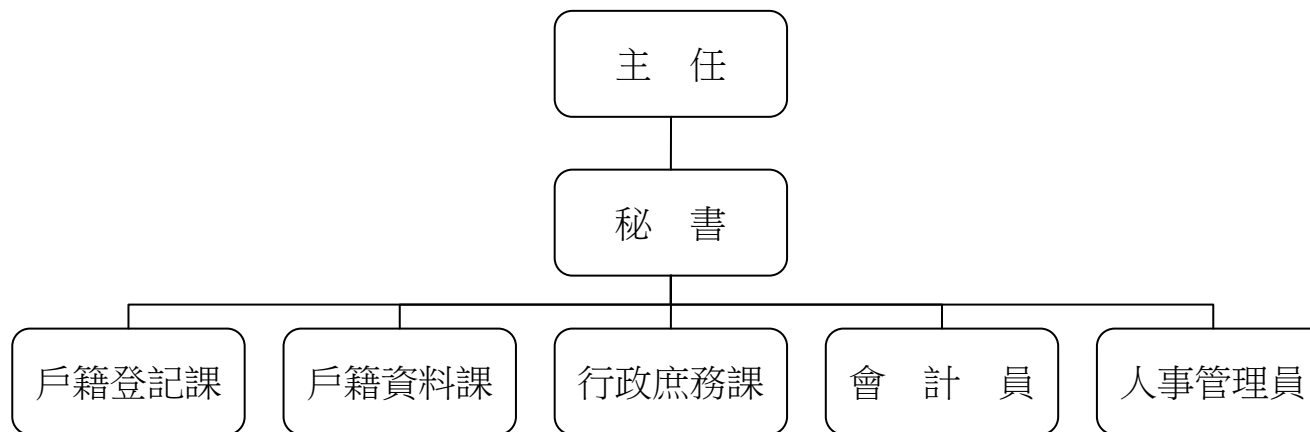 主　任
秘　書
戶籍登記課
戶籍資料課
行政庶務課
會　計　員
人事管理員